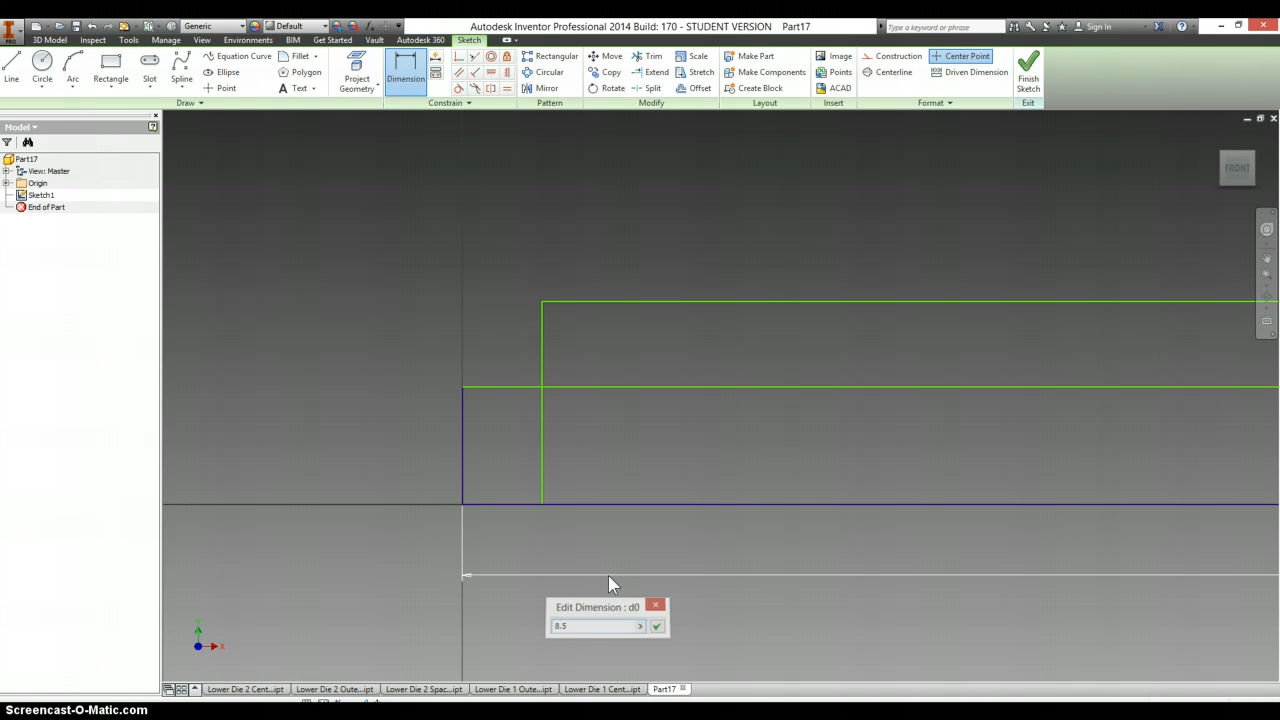 PRO
Generic
Default
Autodesk Inventor Professional 2014 Build: 170 - STUDENT VERSION Part17
Type a keyword or phrase
Sign In
3D Model Inspect Tools Manage View Environments BIM Get Started Vault Autodesk 360 Sketch
Line Circle Arc Rectangle Slot Spline
Equation Curve Fillet
Ellipse Polygon
Point Text
Project Geometry
Dimension
Rectangular
Circular
Mirror
Move Trim Scale
Copy Extend Stretch
Rotate Split Offset
Make Part
Make Components
Create Block
Image
Points
ACAD
Construction Center Point
Centerline Driven Dimension
Finish Sketch
Draw Constrain Pattern Modify Layout Insert Format Exit
Model
Part17
View: Master
Origin
Sketch1
End of Part
FRONT
Edit Dimension : d0
8.5
X
Lower Die 2 Cent....ipt Lower Die 2 Oute....ipt Lower Die 2 Spac....ipt Lower Die 1 Oute....ipt Lower Die 1 Cent....ipt Part17
Screencast-O-Matic.com